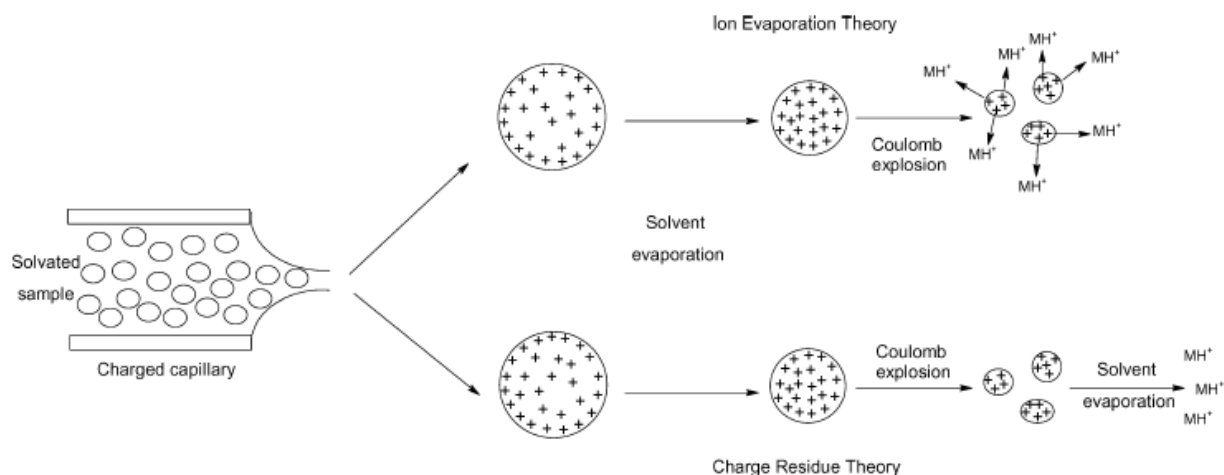 Ion Evaporation Theory
MH⁺
MH⁺
MH⁺
MH⁺
MH⁺
MH⁺
MH⁺
Coulomb
explosion
Solvent
evaporation
Solvated
sample
Charged capillary
Coulomb
explosion
Solvent
evaporation
MH⁺
MH⁺
MH⁺
Charge Residue Theory